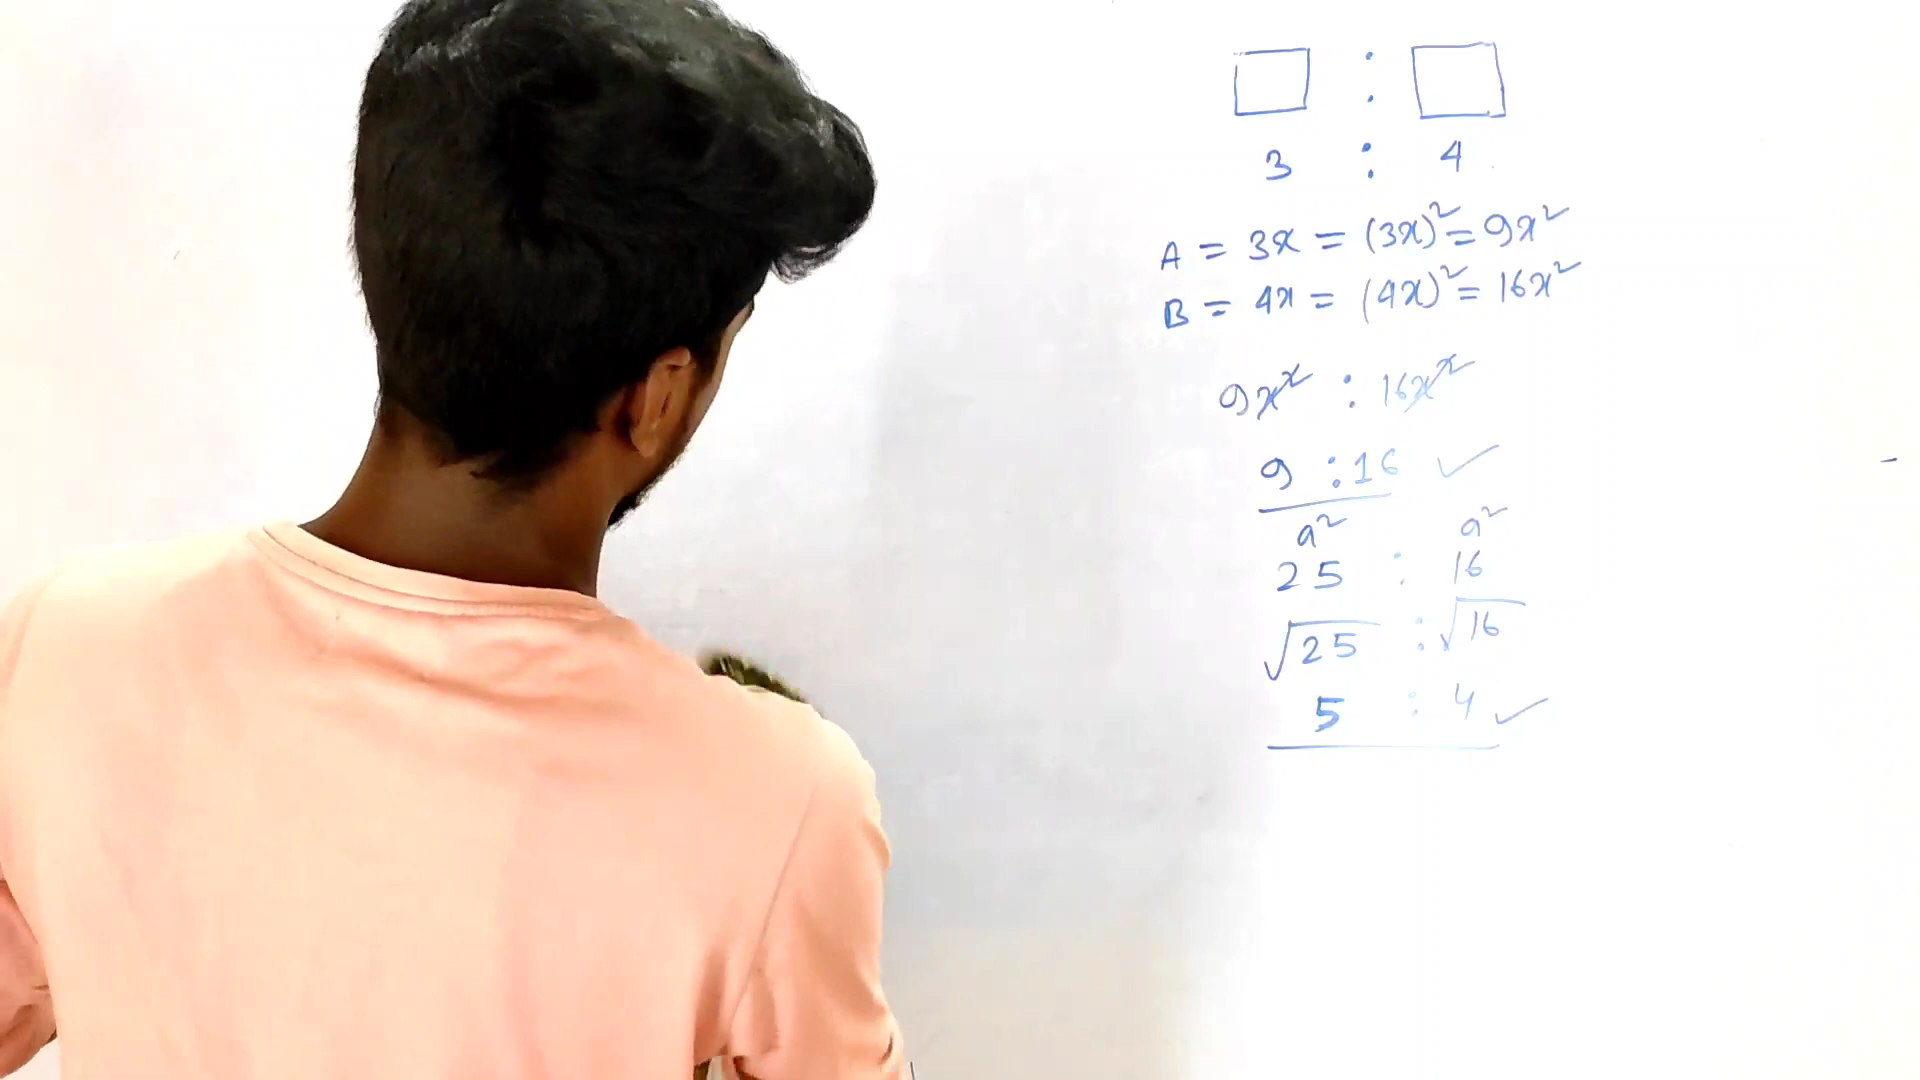 :
3 : 4
A = 3x = (3x)² = 9x²
B = 4x = (4x)² = 16x²
9x² : 16x²
9 : 16 ✓
a² a²
25 : 16
√25 : √16
5 : 4 ✓